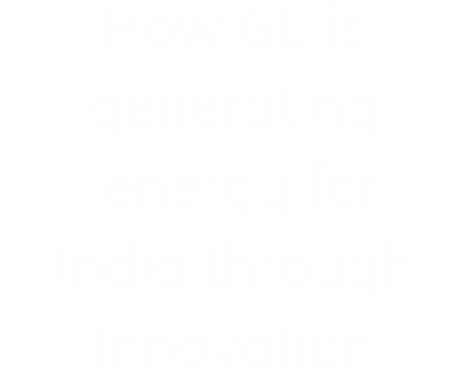 How GE is
generating
energy for
India through
Innovation